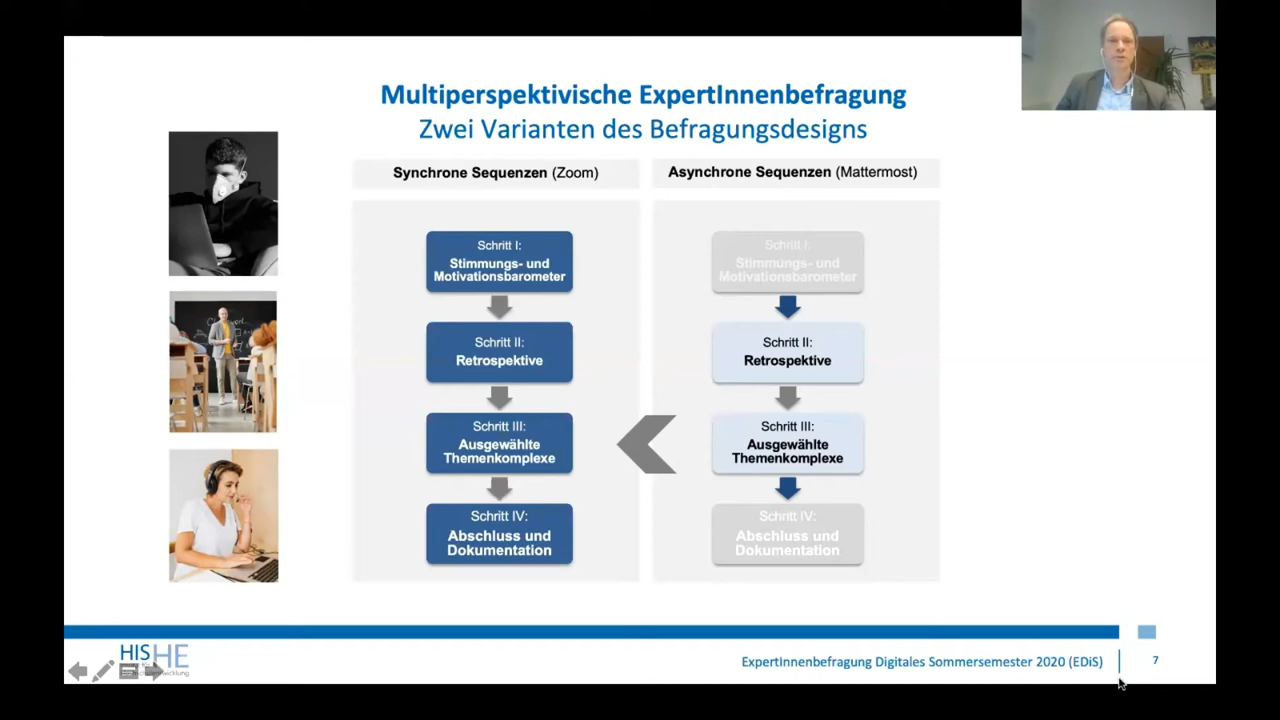 Multiperspektivische ExpertInnenbefragung
Zwei Varianten des Befragungsdesigns
Synchrone Sequenzen (Zoom)
Schritt I:
Stimmungs- und
Motivationsbarometer
Schritt II:
Retrospektive
Schritt III:
Ausgewählte
Themenkomplexe
Schritt IV:
Abschluss und
Dokumentation
Asynchrone Sequenzen (Mattermost)
Schritt I:
Stimmungs- und
Motivationsbarometer
Schritt II:
Retrospektive
Schritt III:
Ausgewählte
Themenkomplexe
Schritt IV:
Abschluss und
Dokumentation
HIS HE
ExpertInnenbefragung Digitales Sommersemester 2020 (EDiS)
7